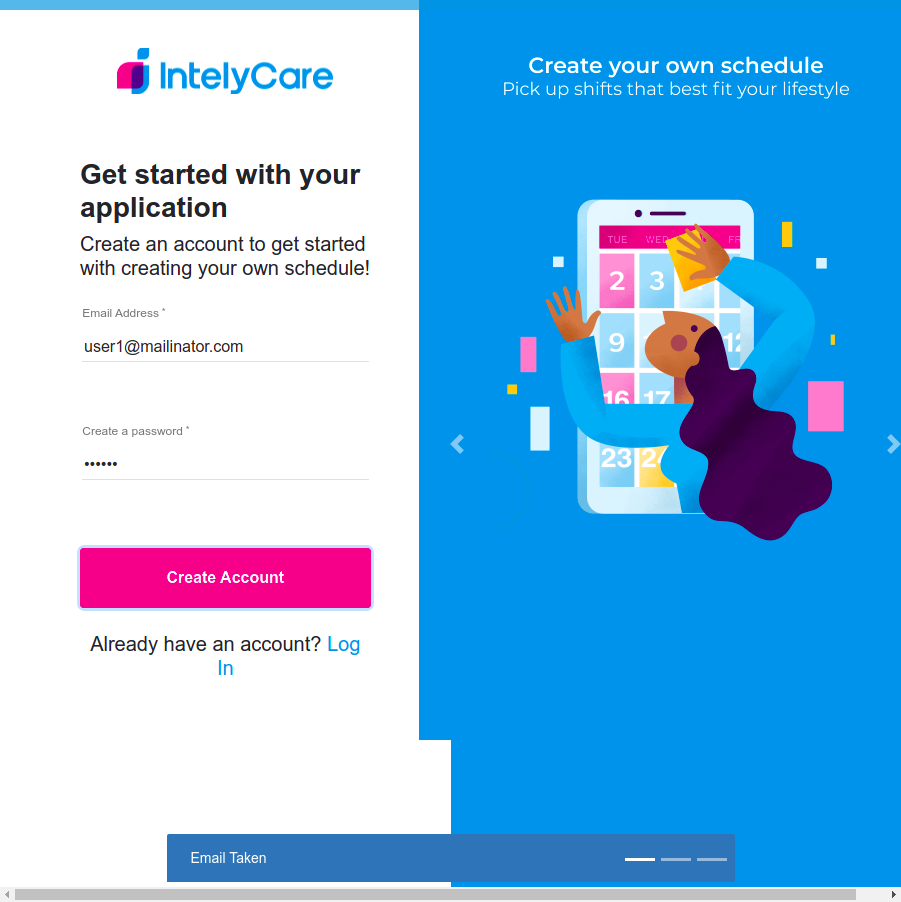 IntelyCare
Get started with your
application
Create an account to get started
with creating your own schedule!
Email Address *
user1@mailinator.com
Create a password *
••••••
Create Account
Already have an account? Log
In
Create your own schedule
Pick up shifts that best fit your lifestyle
TUE WED FR
2 3
9 12
16 17
23 24
Email Taken